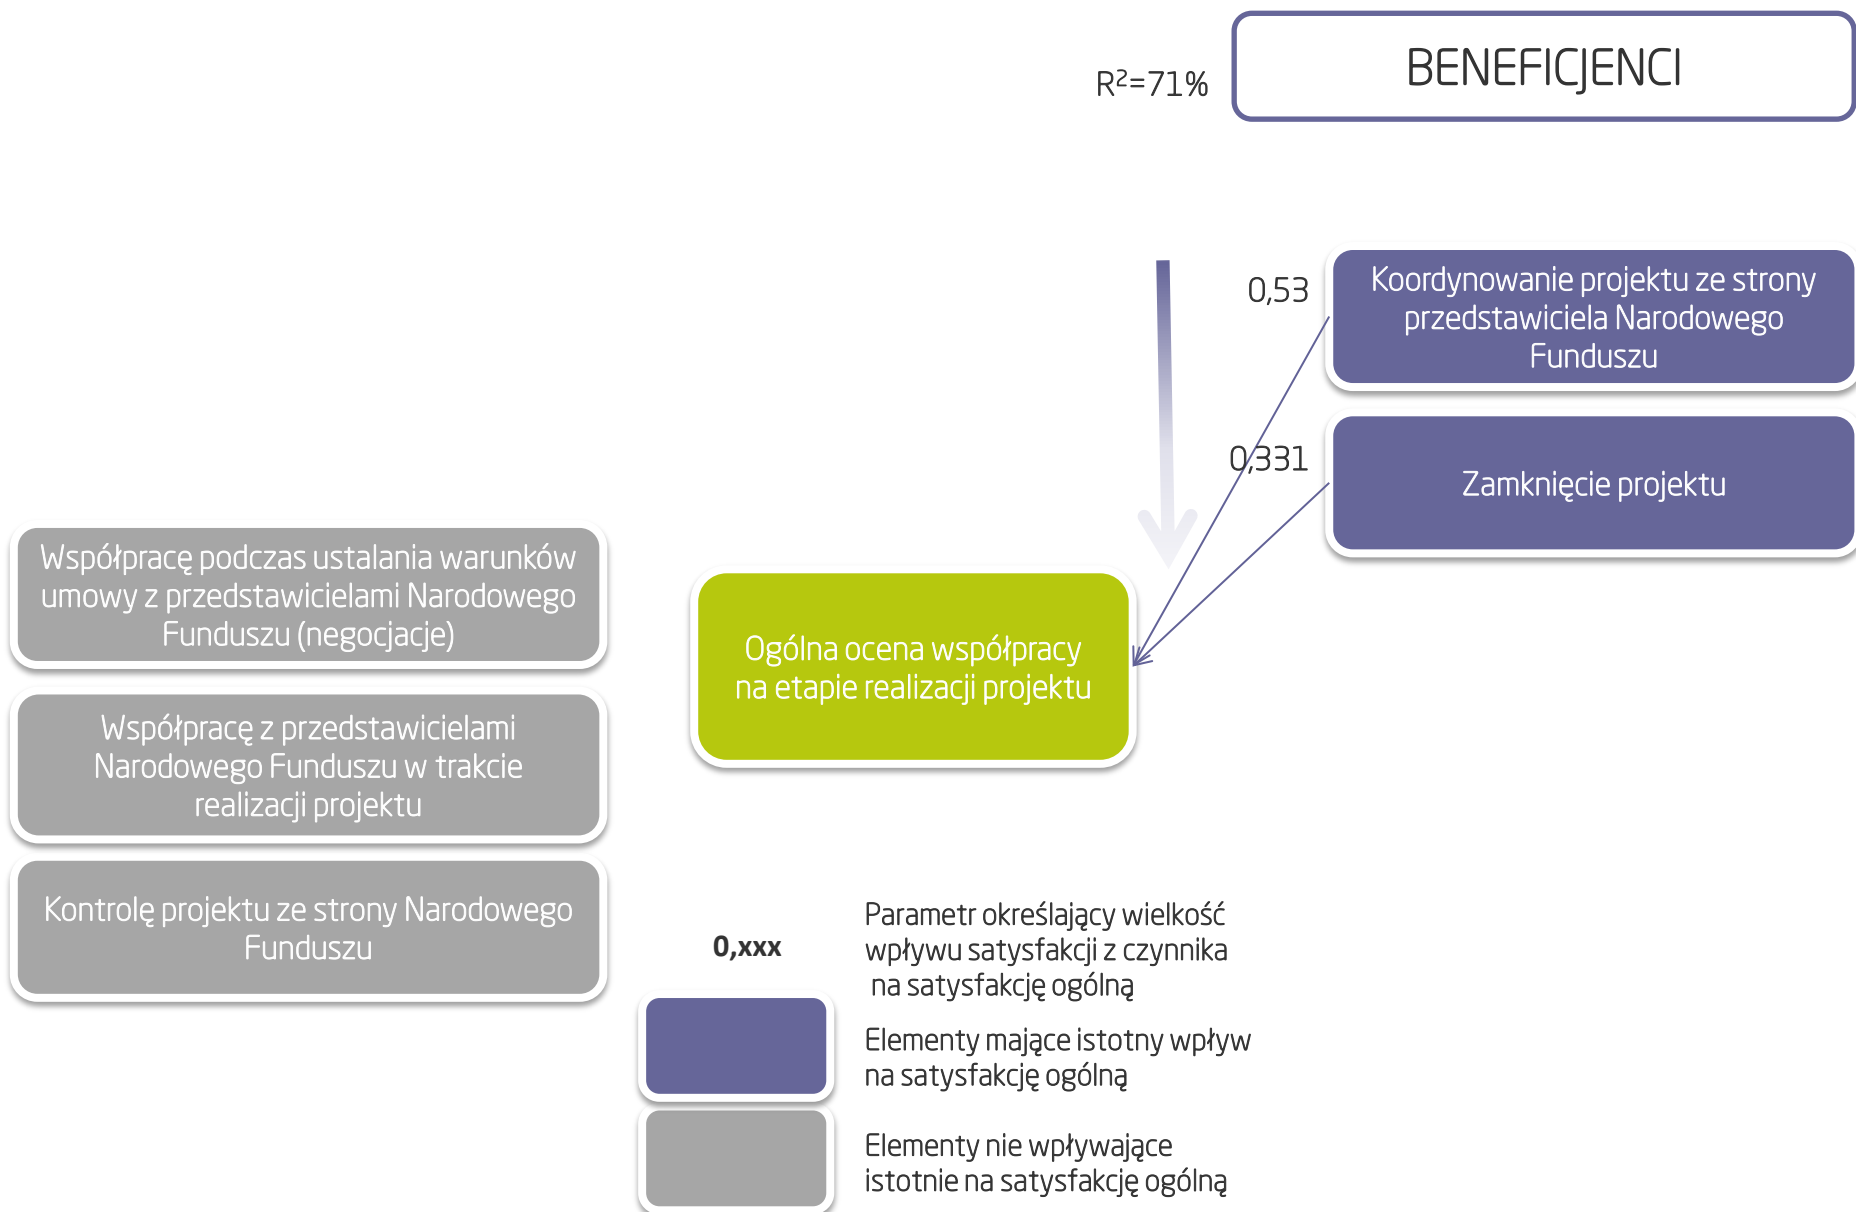 R²=71%
BENEFICJENCI
0,53
Koordynowanie projektu ze strony
przedstawiciela Narodowego
Funduszu
0,331
Zamknięcie projektu
Współpracę podczas ustalania warunków
umowy z przedstawicielami Narodowego
Funduszu (negocjacje)
Współpracę z przedstawicielami
Narodowego Funduszu w trakcie
realizacji projektu
Kontrolę projektu ze strony Narodowego
Funduszu
Ogólna ocena współpracy
na etapie realizacji projektu
0,xxx
Parametr określający wielkość
wpływu satysfakcji z czynnika
na satysfakcję ogólną
Elementy mające istotny wpływ
na satysfakcję ogólną
Elementy nie wpływające
istotnie na satysfakcję ogólną